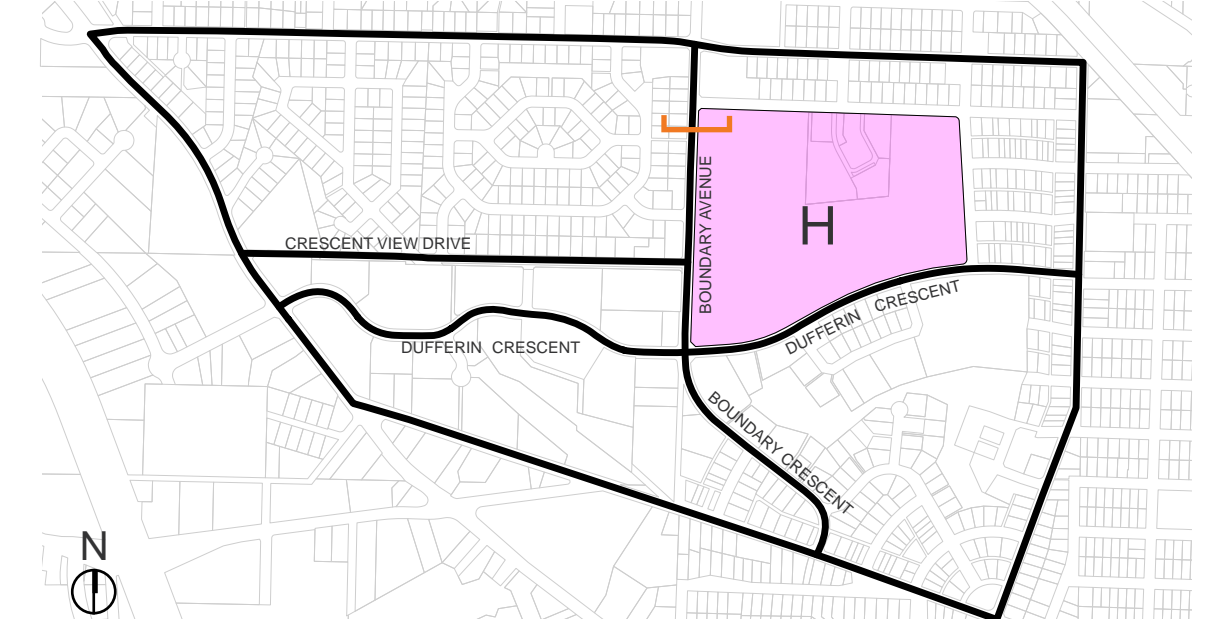 BOUNDARY AVENUE
H
CRESCENT VIEW DRIVE
DUFFERIN CRESCENT
DUFFERIN CRESCENT
BOUNDARY CRESCENT
N